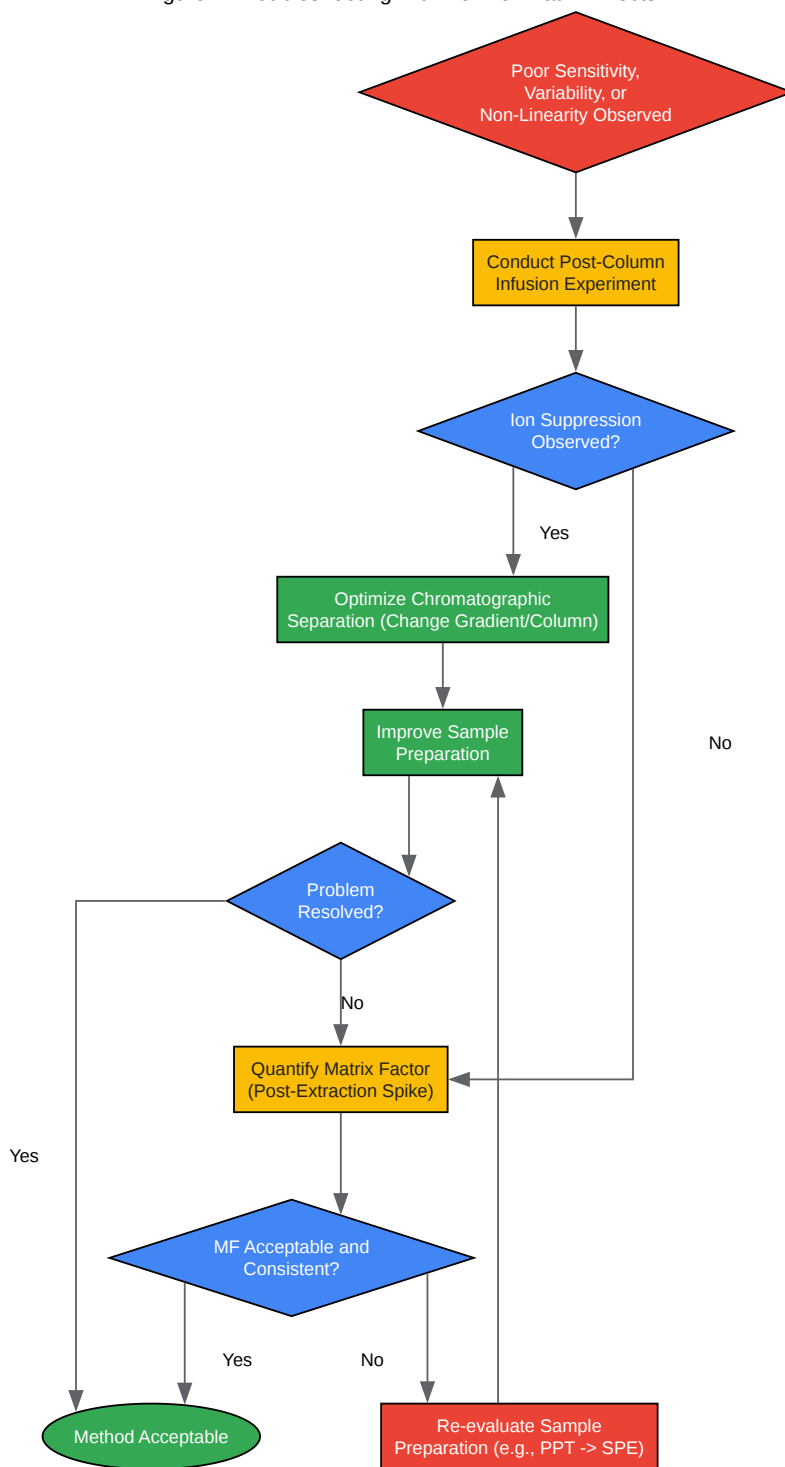 Poor Sensitivity,
Variability, or
Non-Linearity Observed
Conduct Post-Column
Infusion Experiment
Ion Suppression
Observed?
Yes
Optimize Chromatographic
Separation (Change Gradient/Column)
Improve Sample
Preparation
No
Problem
Resolved?
No
Quantify Matrix Factor
(Post-Extraction Spike)
Yes
MF Acceptable and
Consistent?
Yes
No
Method Acceptable
Re-evaluate Sample
Preparation (e.g., PPT -> SPE)